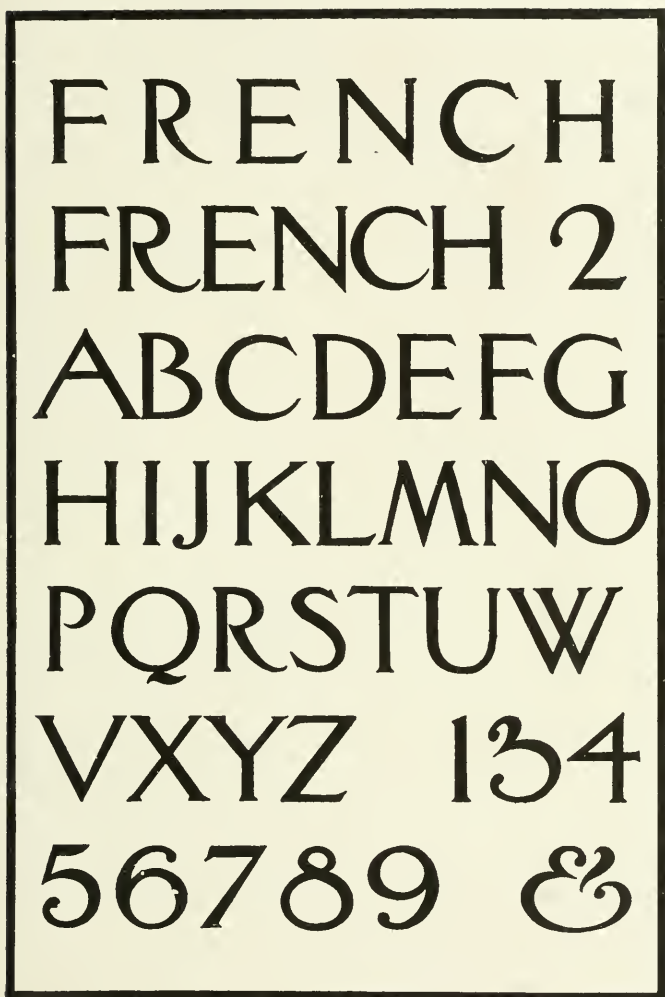 FRENCH
FRENCH 2
ABCDEFG
HIJKLMNO
PQRSTUW
VXYZ 134
56789 &